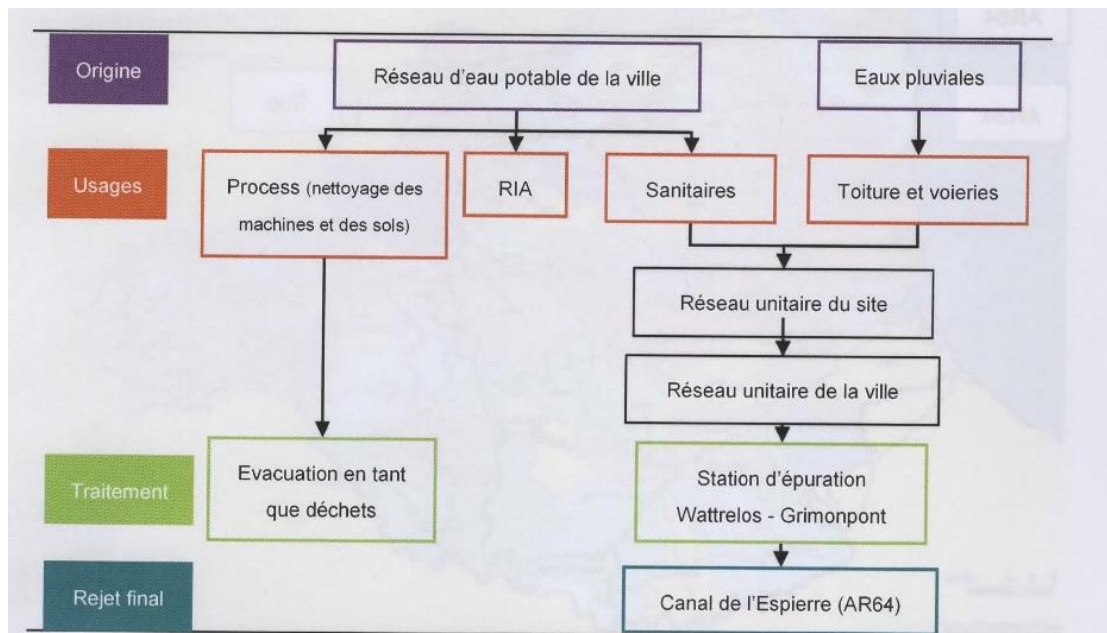 Origine
Réseau d'eau potable de la ville
Eaux pluviales
Usages
Process (nettoyage des
machines et des sols)
RIA
Sanitaires
Toiture et voieries
Réseau unitaire du site
Réseau unitaire de la ville
Traitement
Evacuation en tant
que déchets
Station d'épuration
Wattrelos - Grimonpont
Rejet final
Canal de l'Espierre (AR64)